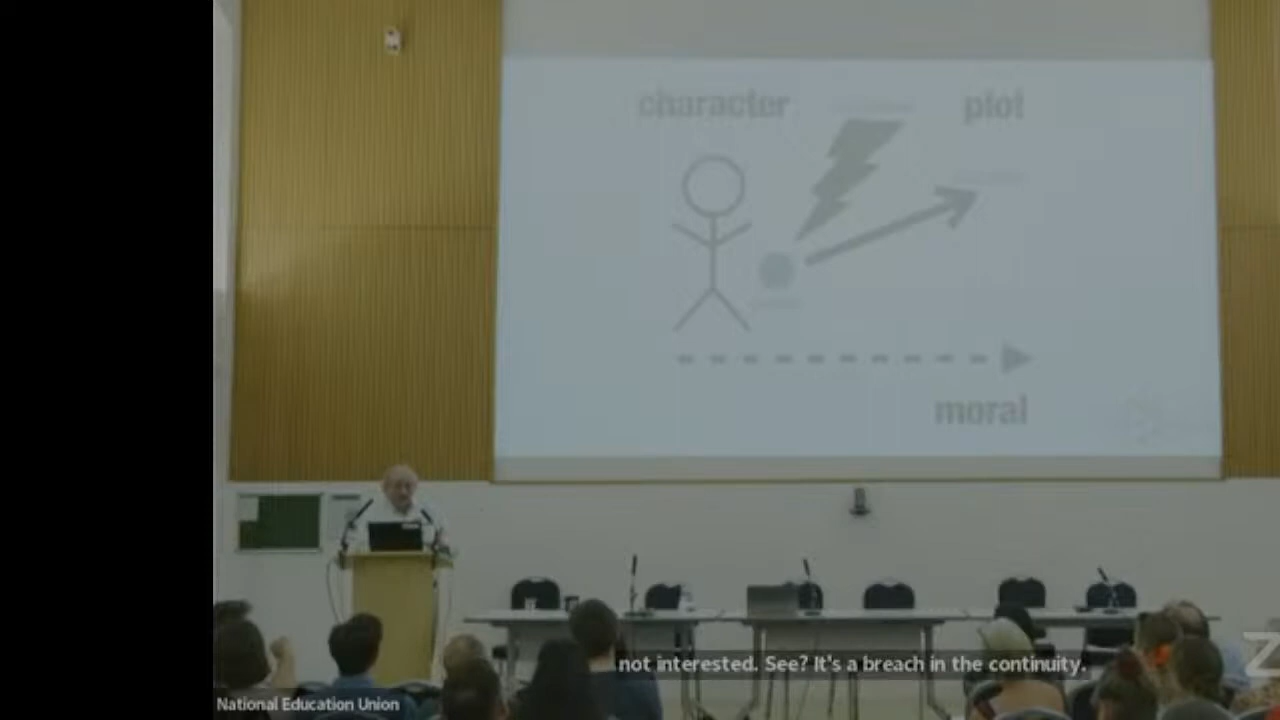 character
plot
moral
not interested. See? It's a breach in the continuity.
National Education Union
Z